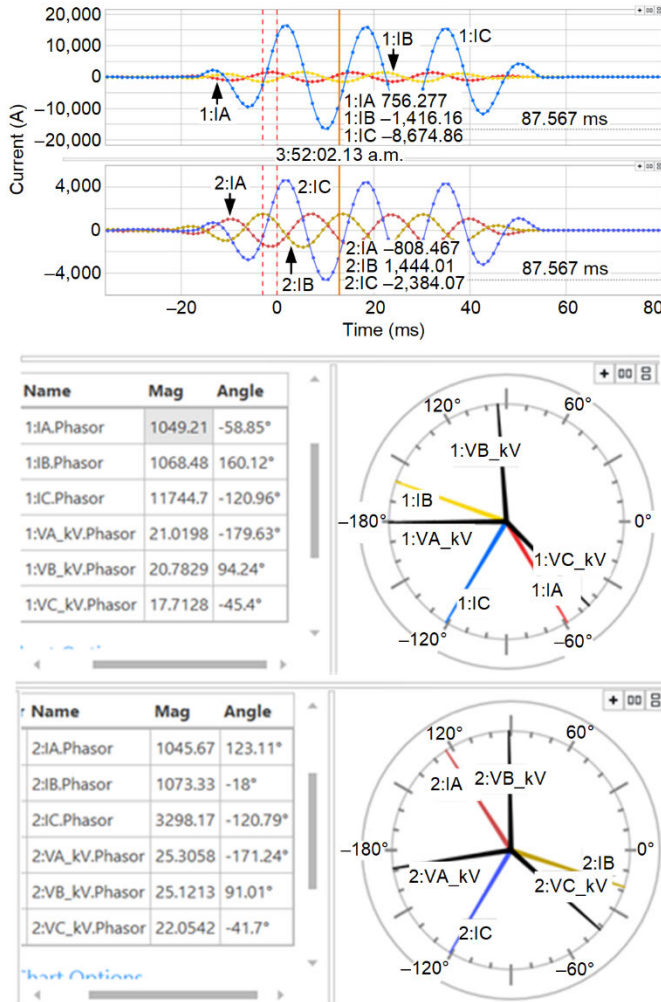 20,000
10,000
0
−10,000
−20,000
Current (A)
1:IB
1:IC
1:IA
1:IA 756.277
1:IB −1,416.16
1:IC −8,674.86
87.567 ms
3:52:02.13 a.m.
4,000
0
−4,000
2:IA
2:IC
2:IB
2:IA −808.467
2:IB 1,444.01
2:IC −2,384.07
87.567 ms
−20 0 20 40 60 80
Time (ms)
Name Mag Angle
1:IA.Phasor 1049.21 -58.85°
1:IB.Phasor 1068.48 160.12°
1:IC.Phasor 11744.7 -120.96°
1:VA_kV.Phasor 21.0198 -179.63°
1:VB_kV.Phasor 20.7829 94.24°
1:VC_kV.Phasor 17.7128 -45.4°
120° 60°
1:VB_kV
1:IB
−180° 0°
1:VA_kV
1:VC_kV
1:IC 1:IA
−120° −60°
Name Mag Angle
2:IA.Phasor 1045.67 123.11°
2:IB.Phasor 1073.33 -18°
2:IC.Phasor 3298.17 -120.79°
2:VA_kV.Phasor 25.3058 -171.24°
2:VB_kV.Phasor 25.1213 91.01°
2:VC_kV.Phasor 22.0542 -41.7°
Chart Options
120° 60°
2:IA 2:VB_kV
−180° 0°
2:IB
2:VA_kV 2:VC_kV
2:IC
−120° −60°